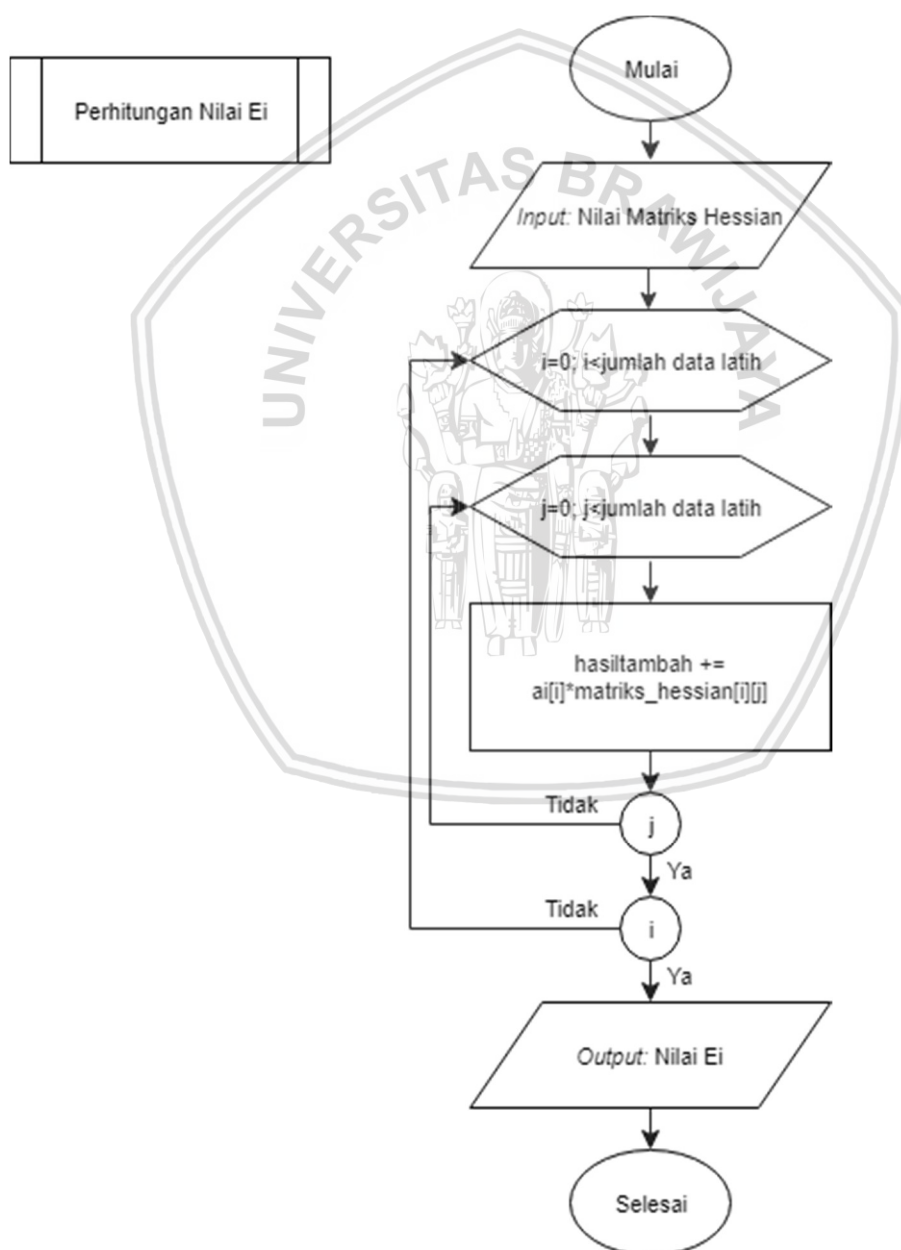 Mulai
Perhitungan Nilai Ei
UNIVERSITAS BRAWIJAYA
Input: Nilai Matriks Hessian
i=0; i<jumlah data latih
j=0; j<jumlah data latih
hasiltambah +=
ai[i]*matriks_hessian[i][j]
Tidak
j
Ya
Tidak
i
Ya
Output: Nilai Ei
Selesai